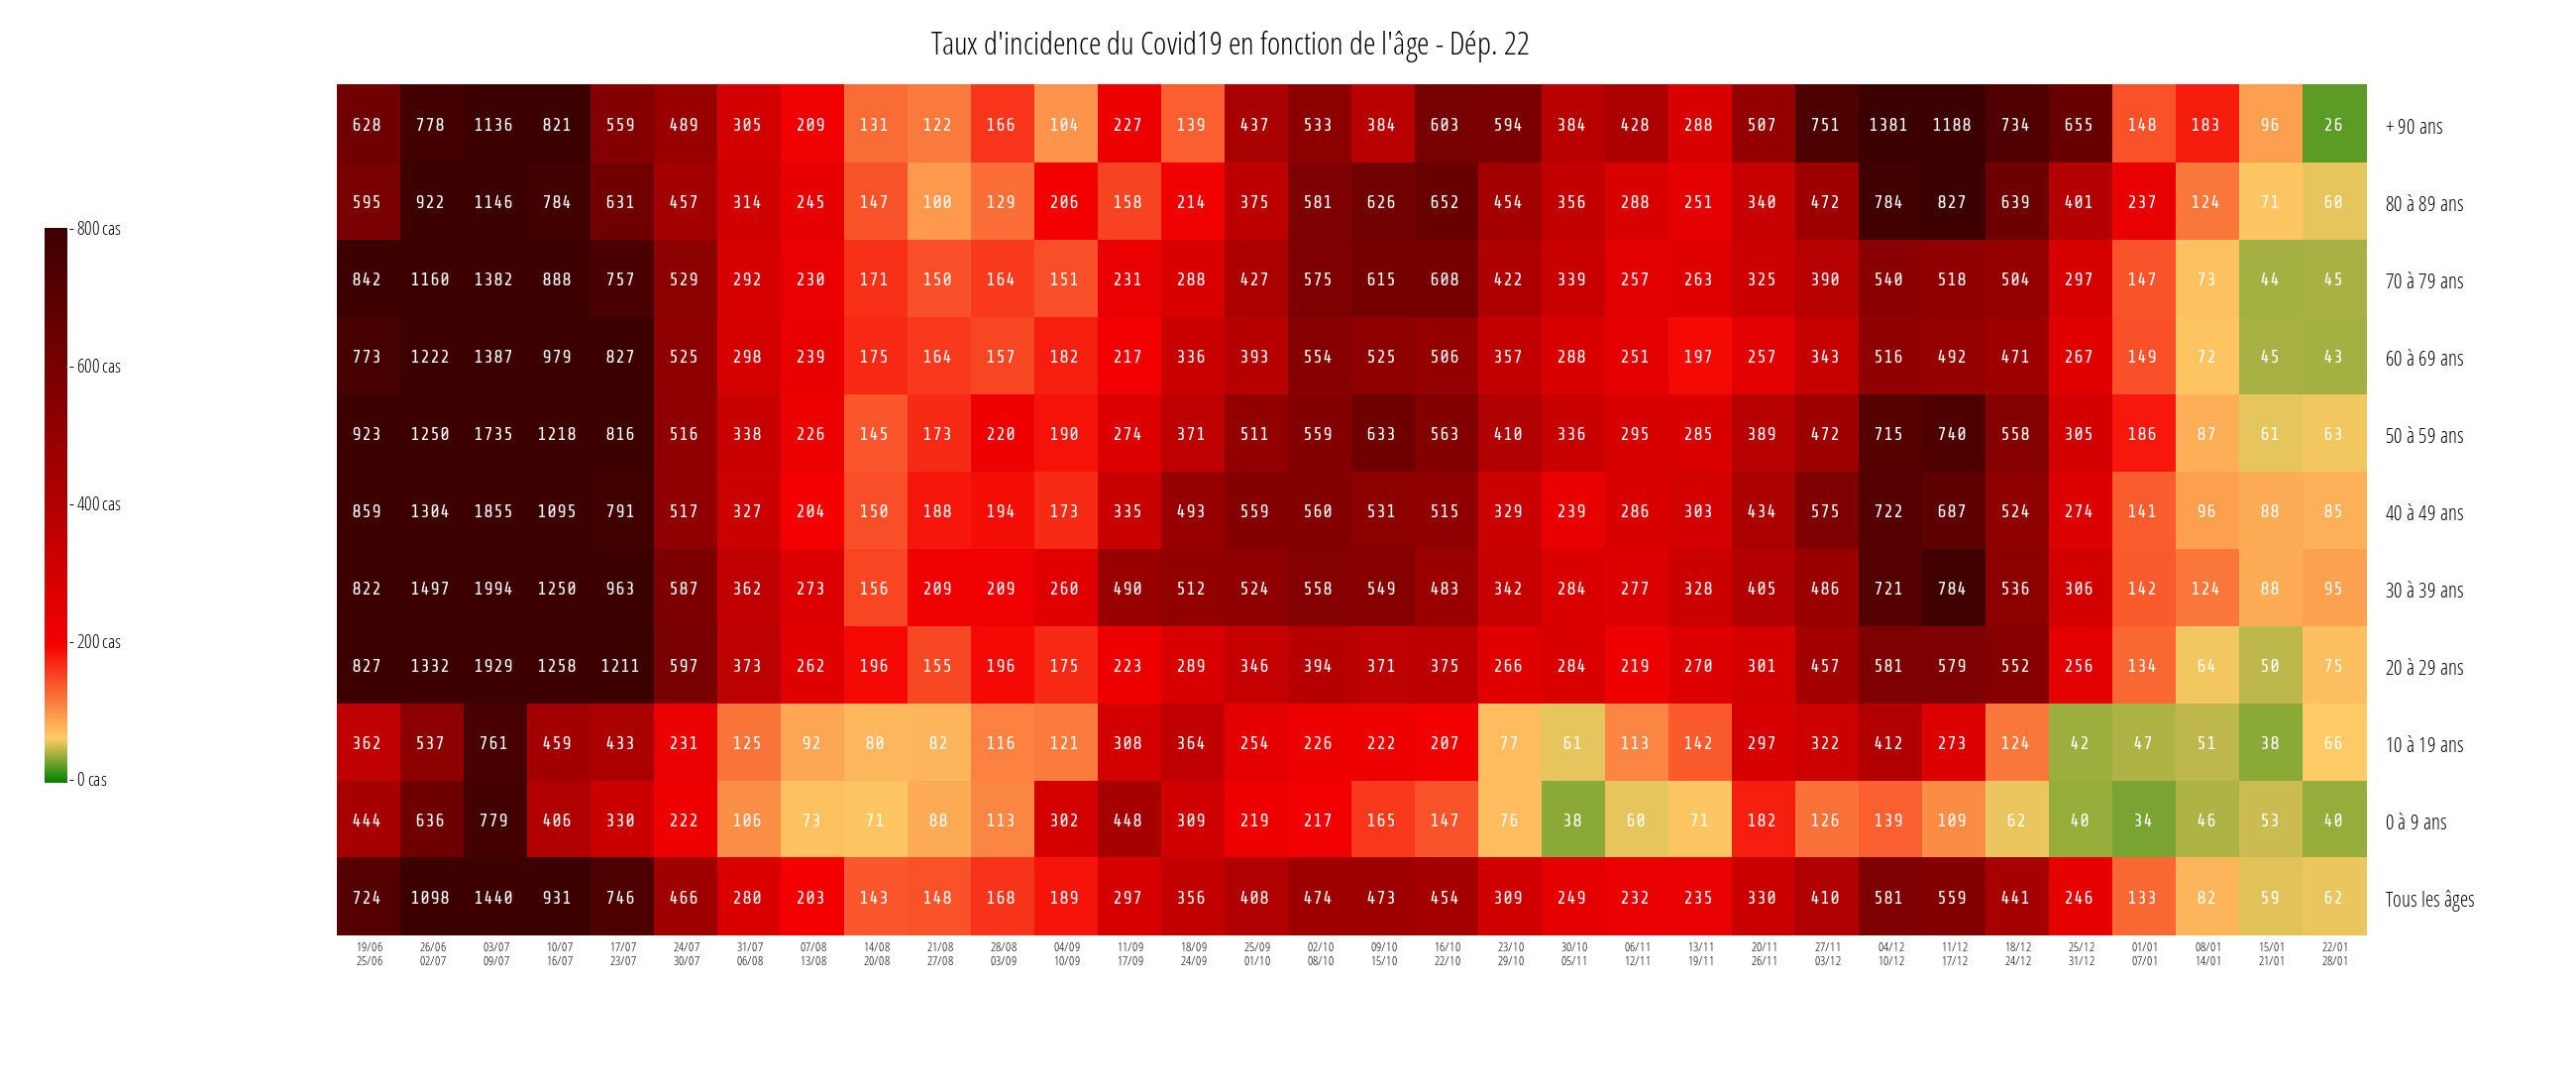 Taux d'incidence du Covid19 en fonction de l'âge - Dép. 22
628 778 1136 821 559 489 305 209 131 122 166 104 227 139 437 533 384 603 594 384 428 288 507 751 1381 1188 734 655 148 183 96 26 + 90 ans
595 922 1146 784 631 457 314 245 147 100 129 206 158 214 375 581 626 652 454 356 288 251 340 472 784 827 639 401 237 124 71 60 80 à 89 ans
- 800 cas
842 1160 1382 888 757 529 292 230 171 150 164 151 231 288 427 575 615 608 422 339 257 263 325 390 540 518 504 297 147 73 44 45 70 à 79 ans
773 1222 1387 979 827 525 298 239 175 164 157 182 217 336 393 554 525 506 357 288 251 197 257 343 516 492 471 267 149 72 45 43 60 à 69 ans
- 600 cas
923 1250 1735 1218 816 516 338 226 145 173 220 190 274 371 511 559 633 563 410 336 295 285 389 472 715 740 558 305 186 87 61 63 50 à 59 ans
- 400 cas
859 1304 1855 1095 791 517 327 204 150 188 194 173 335 493 559 560 531 515 329 239 286 303 434 575 722 687 524 274 141 96 88 85 40 à 49 ans
822 1497 1994 1250 963 587 362 273 156 209 209 260 490 512 524 558 549 483 342 284 277 328 405 486 721 784 536 306 142 124 88 95 30 à 39 ans
- 200 cas
827 1332 1929 1258 1211 597 373 262 196 155 196 175 223 289 346 394 371 375 266 284 219 270 301 457 581 579 552 256 134 64 50 75 20 à 29 ans
362 537 761 459 433 231 125 92 80 82 116 121 308 364 254 226 222 207 77 61 113 142 297 322 412 273 124 42 47 51 38 66 10 à 19 ans
- 0 cas
444 636 779 406 330 222 106 73 71 88 113 302 448 309 219 217 165 147 76 38 60 71 182 126 139 109 62 40 34 46 53 40 0 à 9 ans
724 1098 1440 931 746 466 280 203 143 148 168 189 297 356 408 474 473 454 309 249 232 235 330 410 581 559 441 246 133 82 59 62 Tous les âges
19/06 26/06 03/07 10/07 17/07 24/07 31/07 07/08 14/08 21/08 28/08 04/09 11/09 18/09 25/09 02/10 09/10 16/10 23/10 30/10 06/11 13/11 20/11 27/11 04/12 11/12 18/12 25/12 01/01 08/01 15/01 22/01
25/06 02/07 09/07 16/07 23/07 30/07 06/08 13/08 20/08 27/08 03/09 10/09 17/09 24/09 01/10 08/10 15/10 22/10 29/10 05/11 12/11 19/11 26/11 03/12 10/12 17/12 24/12 31/12 07/01 14/01 21/01 28/01